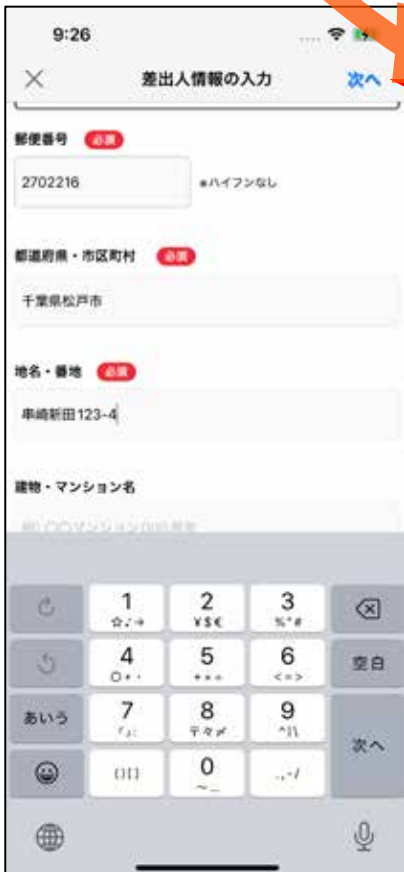 9:26
差出人情報の入力
次へ
郵便番号 必須
2702216 ※ハイフンなし
都道府県・市区町村 必須
千葉県松戸市
地名・番地 必須
串崎新田123-4
建物・マンション名
1 2 3
☆♪→ ¥$€ %°#
4 5 6 空白
○*・ +×÷ <=>
あいう 7 8 9
「」: 〒々〆 ^|\
次へ
()[] 0 .,-/
~_